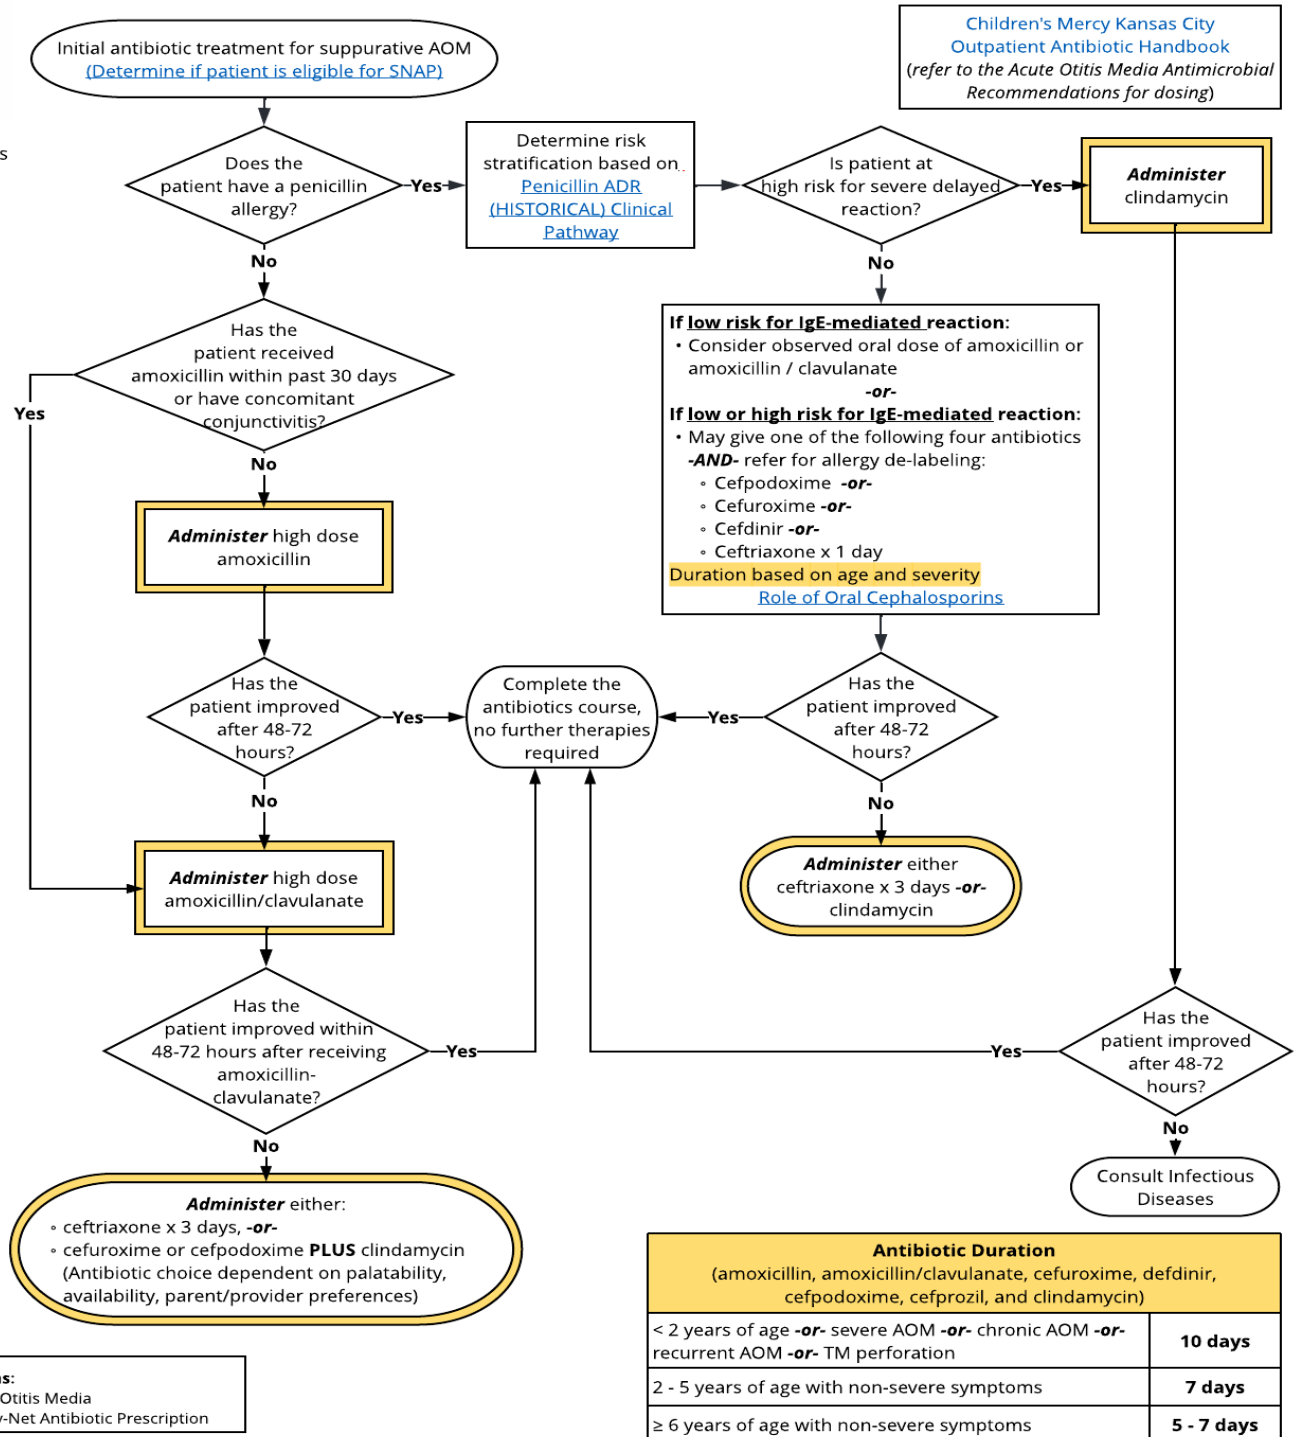 Initial antibiotic treatment for suppurative AOM
(Determine if patient is eligible for SNAP)
Children's Mercy Kansas City
Outpatient Antibiotic Handbook
(refer to the Acute Otitis Media Antimicrobial
Recommendations for dosing)
s
Does the
patient have a penicillin
allergy?
Yes
Determine risk
stratification based on
Penicillin ADR
(HISTORICAL) Clinical
Pathway
Is patient at
high risk for severe delayed
reaction?
Yes
Administer
clindamycin
No
No
Has the
patient received
amoxicillin within past 30 days
or have concomitant
conjunctivitis?
Yes
No
If low risk for IgE-mediated reaction:
• Consider observed oral dose of amoxicillin or
amoxicillin / clavulanate
-or-
If low or high risk for IgE-mediated reaction:
• May give one of the following four antibiotics
-AND- refer for allergy de-labeling:
◦ Cefpodoxime -or-
◦ Cefuroxime -or-
◦ Cefdinir -or-
◦ Ceftriaxone x 1 day
Duration based on age and severity
Role of Oral Cephalosporins
Administer high dose
amoxicillin
Has the
patient improved
after 48-72
hours?
Yes
Complete the
antibiotics course,
no further therapies
required
Yes
Has the
patient improved
after 48-72
hours?
No
No
Administer high dose
amoxicillin/clavulanate
Administer either
ceftriaxone x 3 days -or-
clindamycin
Has the
patient improved within
48-72 hours after receiving
amoxicillin-
clavulanate?
Yes
Yes
Has the
patient improved
after 48-72
hours?
No
No
Administer either:
◦ ceftriaxone x 3 days, -or-
◦ cefuroxime or cefpodoxime PLUS clindamycin
(Antibiotic choice dependent on palatability,
availability, parent/provider preferences)
Consult Infectious
Diseases
Antibiotic Duration
(amoxicillin, amoxicillin/clavulanate, cefuroxime, defdinir,
cefpodoxime, cefprozil, and clindamycin)
< 2 years of age -or- severe AOM -or- chronic AOM -or-
recurrent AOM -or- TM perforation
10 days
2 - 5 years of age with non-severe symptoms
7 days
≥ 6 years of age with non-severe symptoms
5 - 7 days
s:
Otitis Media
-Net Antibiotic Prescription